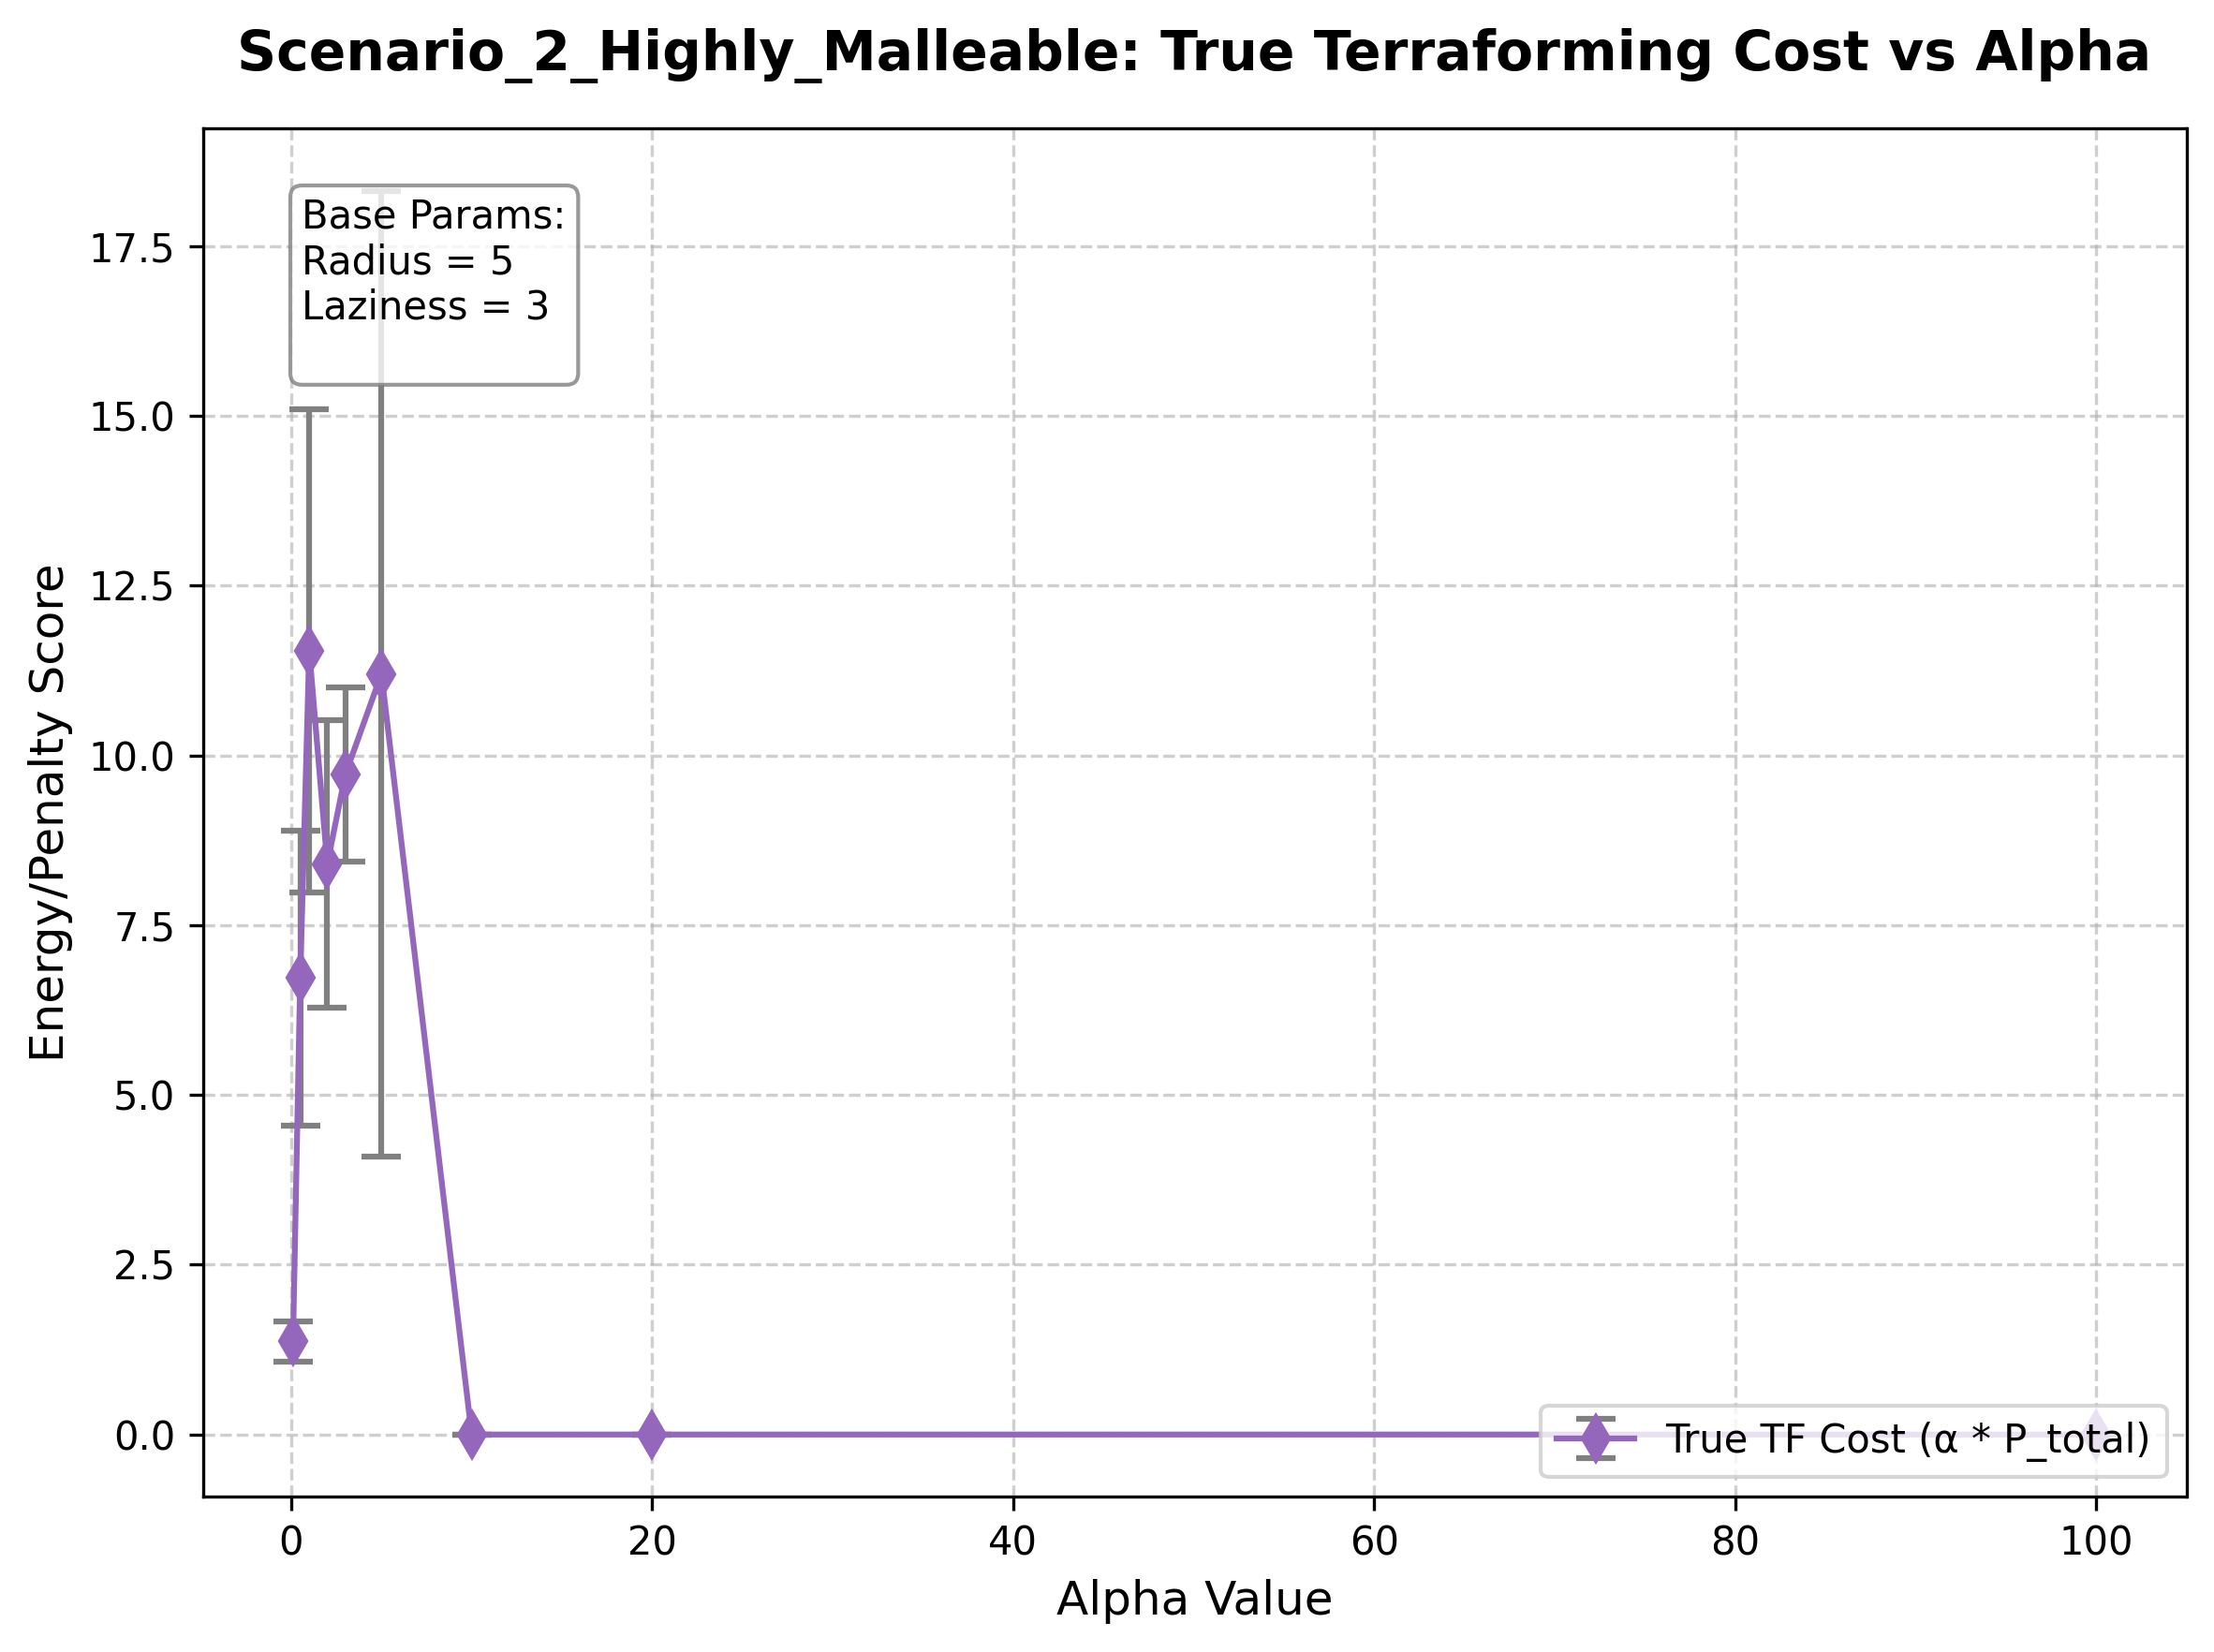 Scenario_2_Highly_Malleable: True Terraforming Cost vs Alpha
Base Params:
Radius = 5
Laziness = 3
Energy/Penalty Score
17.5
15.0
12.5
10.0
7.5
5.0
2.5
0.0
True TF Cost (α * P_total)
0 20 40 60 80 100
Alpha Value